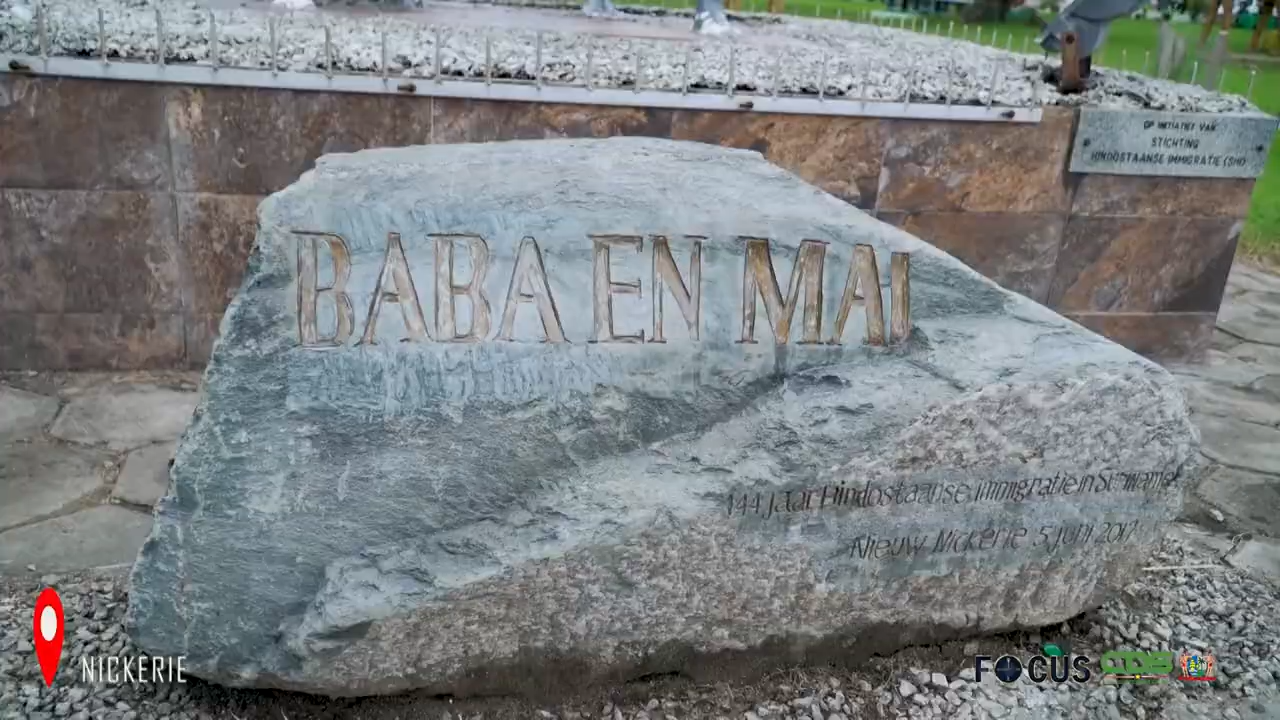 OP INITIATIEF VAN
STICHTING
HINDOSTAANSE IMMIGRATIE (SHI)
BABA EN MAI
144 jaar Hindostaanse immigratie in Suriname
Nieuw Nickerie 5 juni 2017
NICKERIE
FOCUS CDS